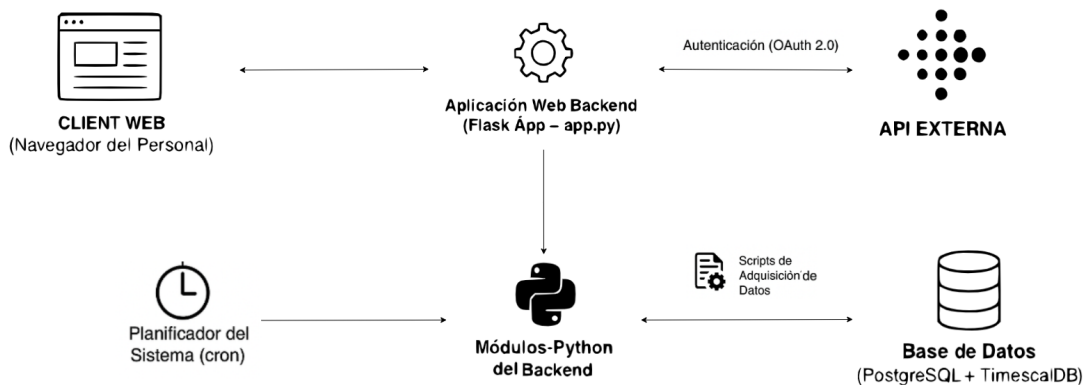 Autenticación (OAuth 2.0)
CLIENT WEB
(Navegador del Personal)
Aplicación Web Backend
(Flask Ápp – app.py)
API EXTERNA
Scripts de
Adquisición de
Datos
Planificador del
Sistema (cron)
Módulos-Python
del Backend
Base de Datos
(PostgreSQL + TimescalDB)